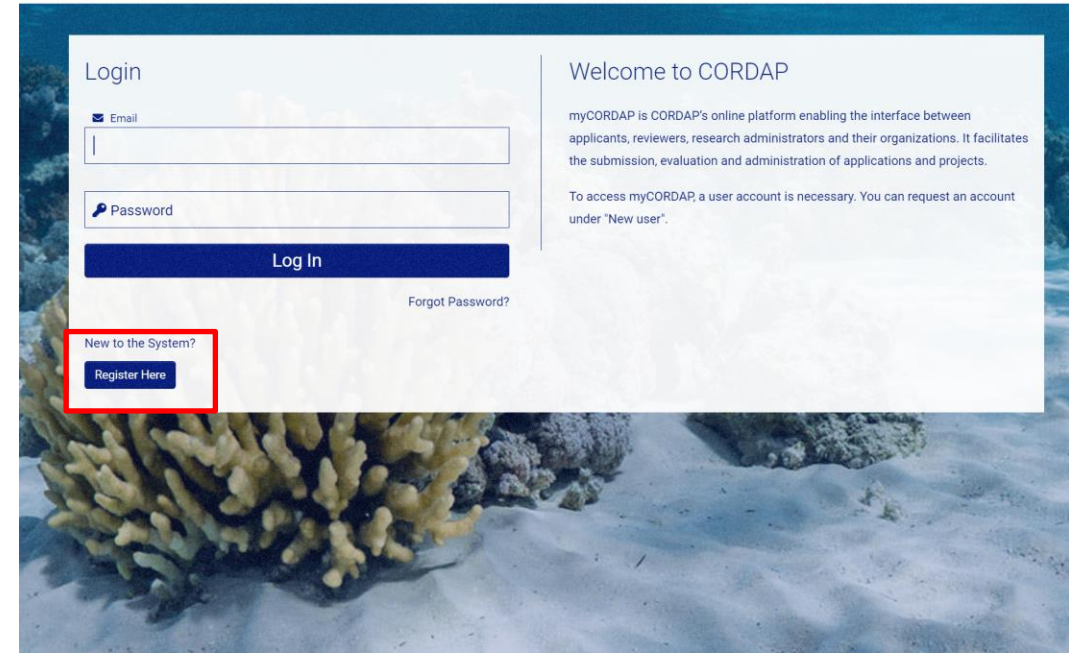 Login
Email
Password
Log In
Forgot Password?
New to the System?
Register Here
Welcome to CORDAP
myCORDAP is CORDAP's online platform enabling the interface between
applicants, reviewers, research administrators and their organizations. It facilitates
the submission, evaluation and administration of applications and projects.
To access myCORDAP, a user account is necessary. You can request an account
under "New user".